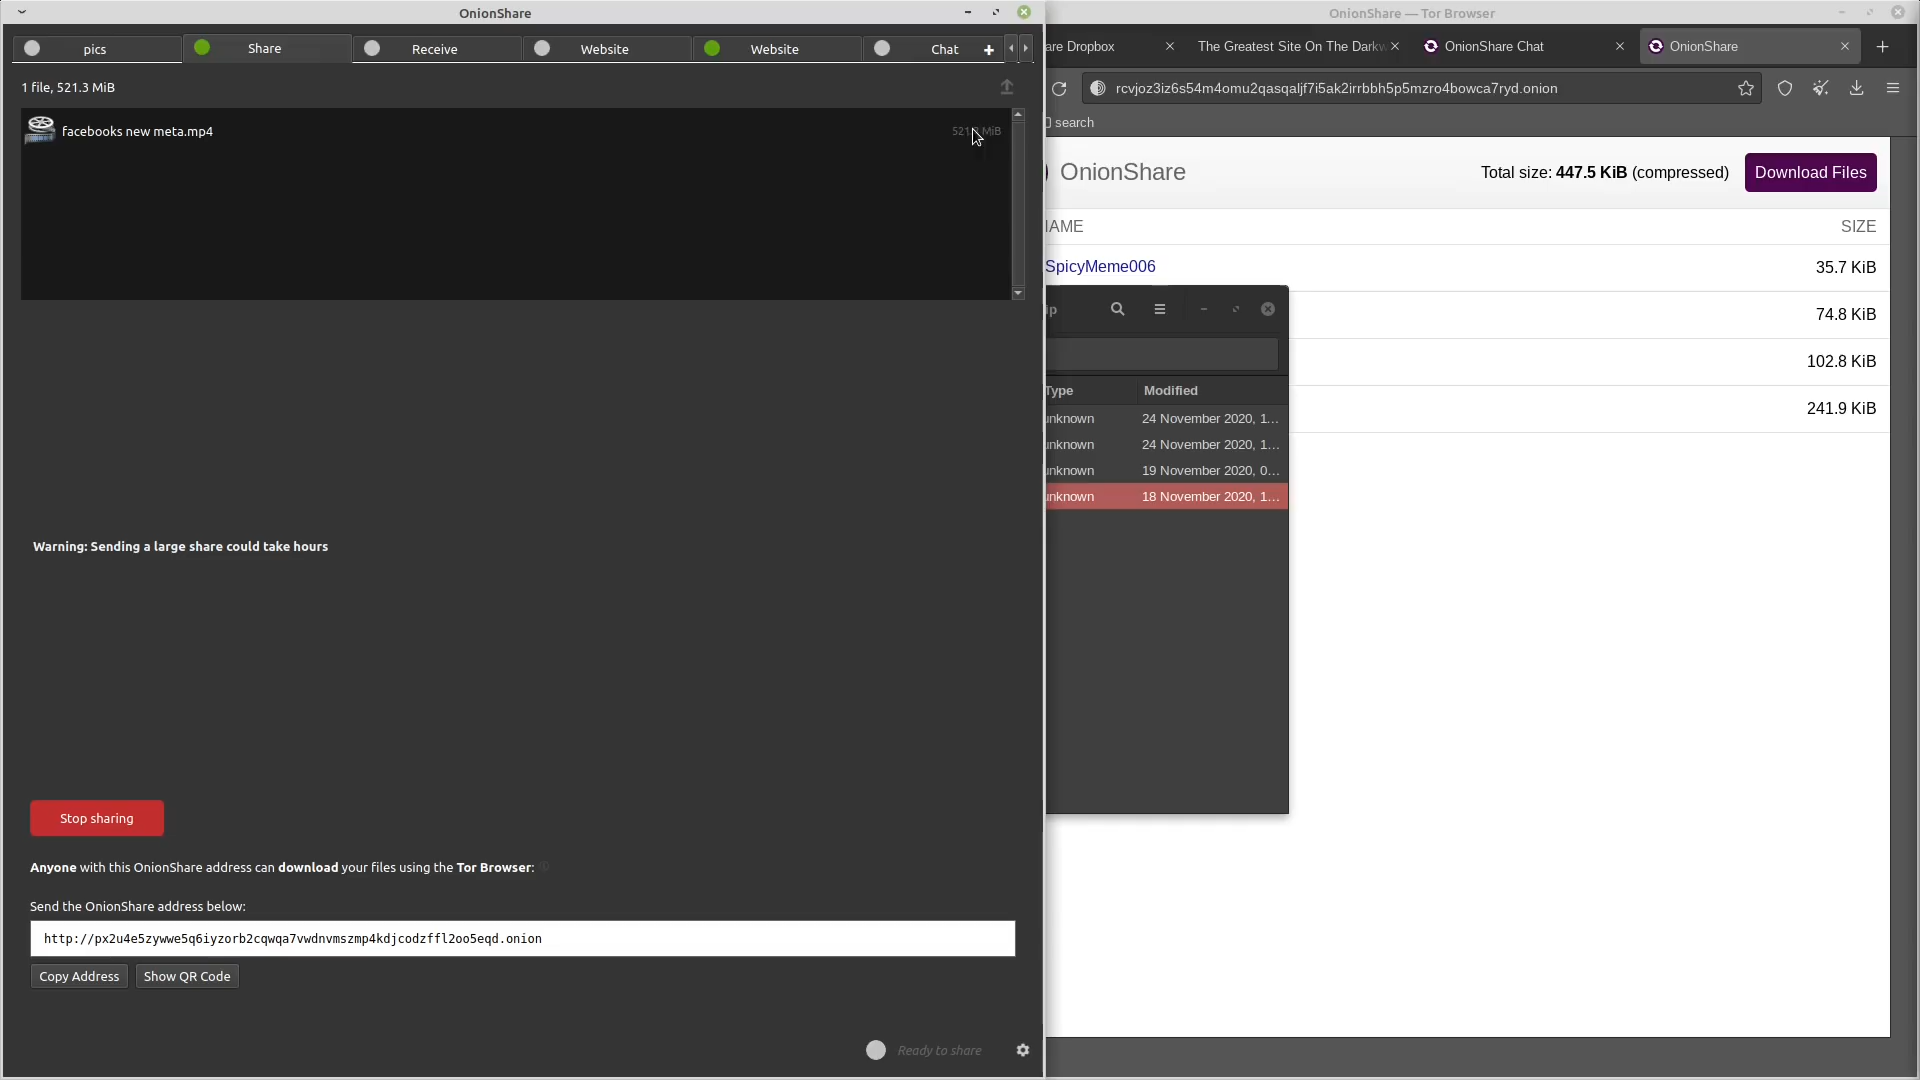 OnionShare
pics
Share
Receive
Website
Website
Chat
1 file, 521.3 MiB
facebooks new meta.mp4
MiB
Warning: Sending a large share could take hours
Stop sharing
Anyone with this OnionShare address can download your files using the Tor Browser:
Send the OnionShare address below:
http://px2u4e5zywwe5q6iyzorb2cqwqa7vwdnvmszmp4kdjcodzffl2oo5eqd.onion
Copy Address
Show QR Code
Ready to share
OnionShare — Tor Browser
are Dropbox
The Greatest Site On The Darkw
OnionShare Chat
OnionShare
rcvjoz3iz6s54m4omu2qasqaljf7i5ak2irrbbh5p5mzro4bowca7ryd.onion
search
OnionShare
Total size: 447.5 KiB (compressed)
Download Files
AME
SIZE
SpicyMeme006
35.7 KiB
74.8 KiB
102.8 KiB
241.9 KiB
ip
Type
Modified
unknown
24 November 2020, 1…
unknown
24 November 2020, 1…
unknown
19 November 2020, 0…
unknown
18 November 2020, 1…